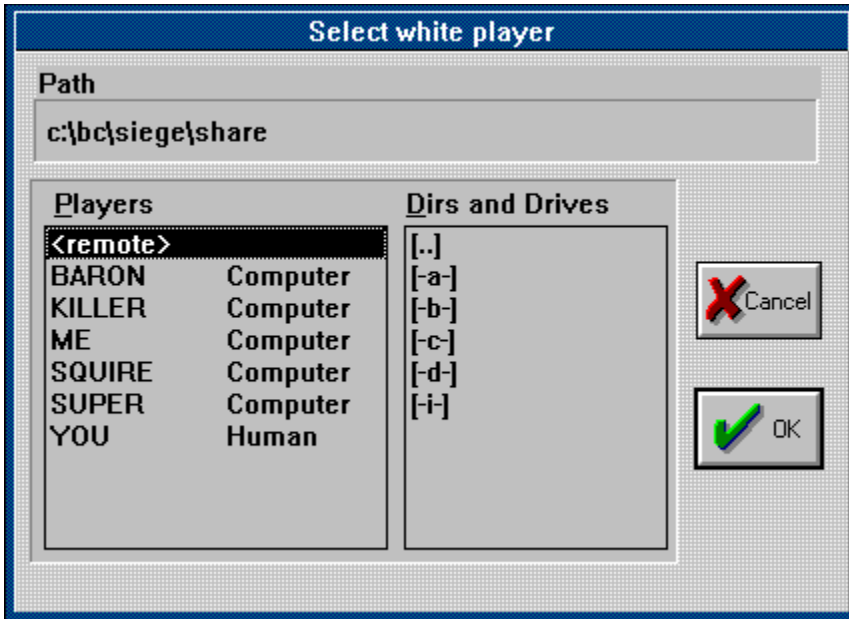 Select white player
Path
c:\bc\siege\share
Players
<remote>
BARON Computer
KILLER Computer
ME Computer
SQUIRE Computer
SUPER Computer
YOU Human
Dirs and Drives
[..]
[-a-]
[-b-]
[-c-]
[-d-]
[-i-]
Cancel
OK